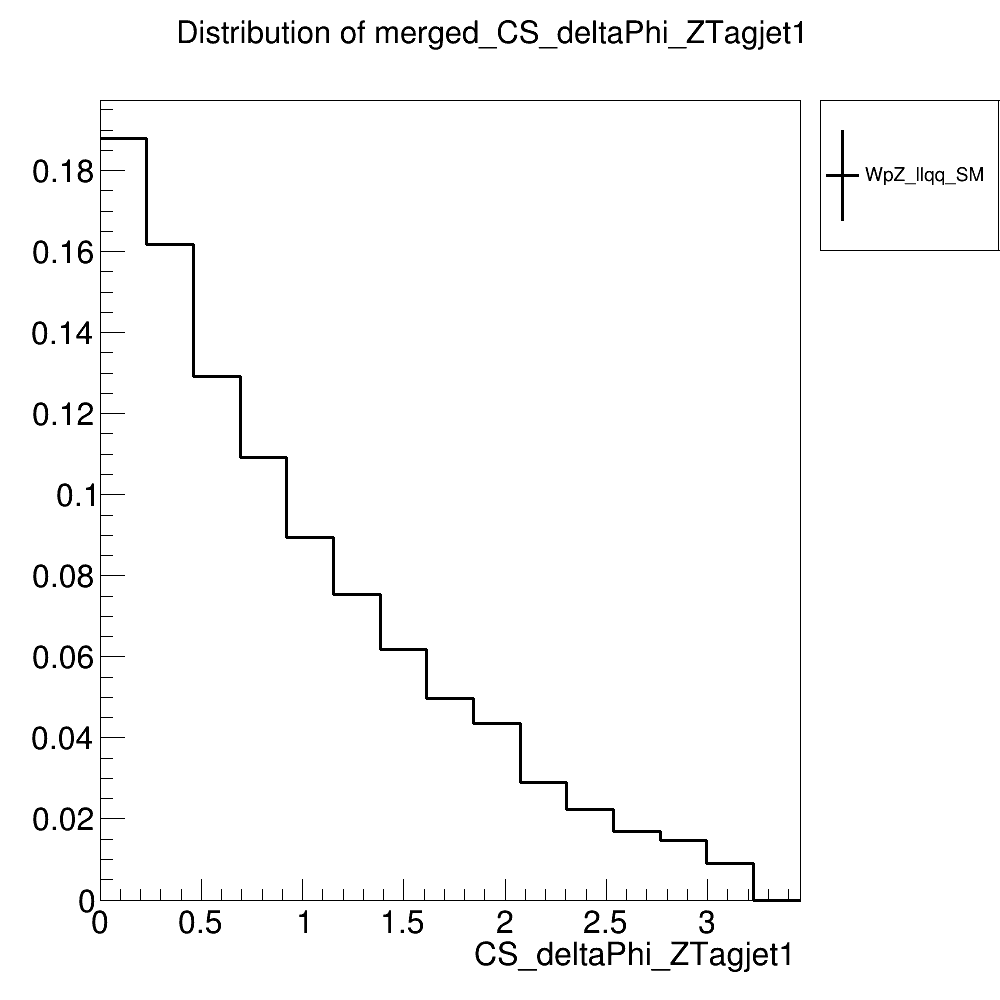 Distribution of merged_CS_deltaPhi_ZTagjet1
WpZ_llqq_SM
0.18
0.16
0.14
0.12
0.1
0.08
0.06
0.04
0.02
0
0 0.5 1 1.5 2 2.5 3
CS_deltaPhi_ZTagjet1